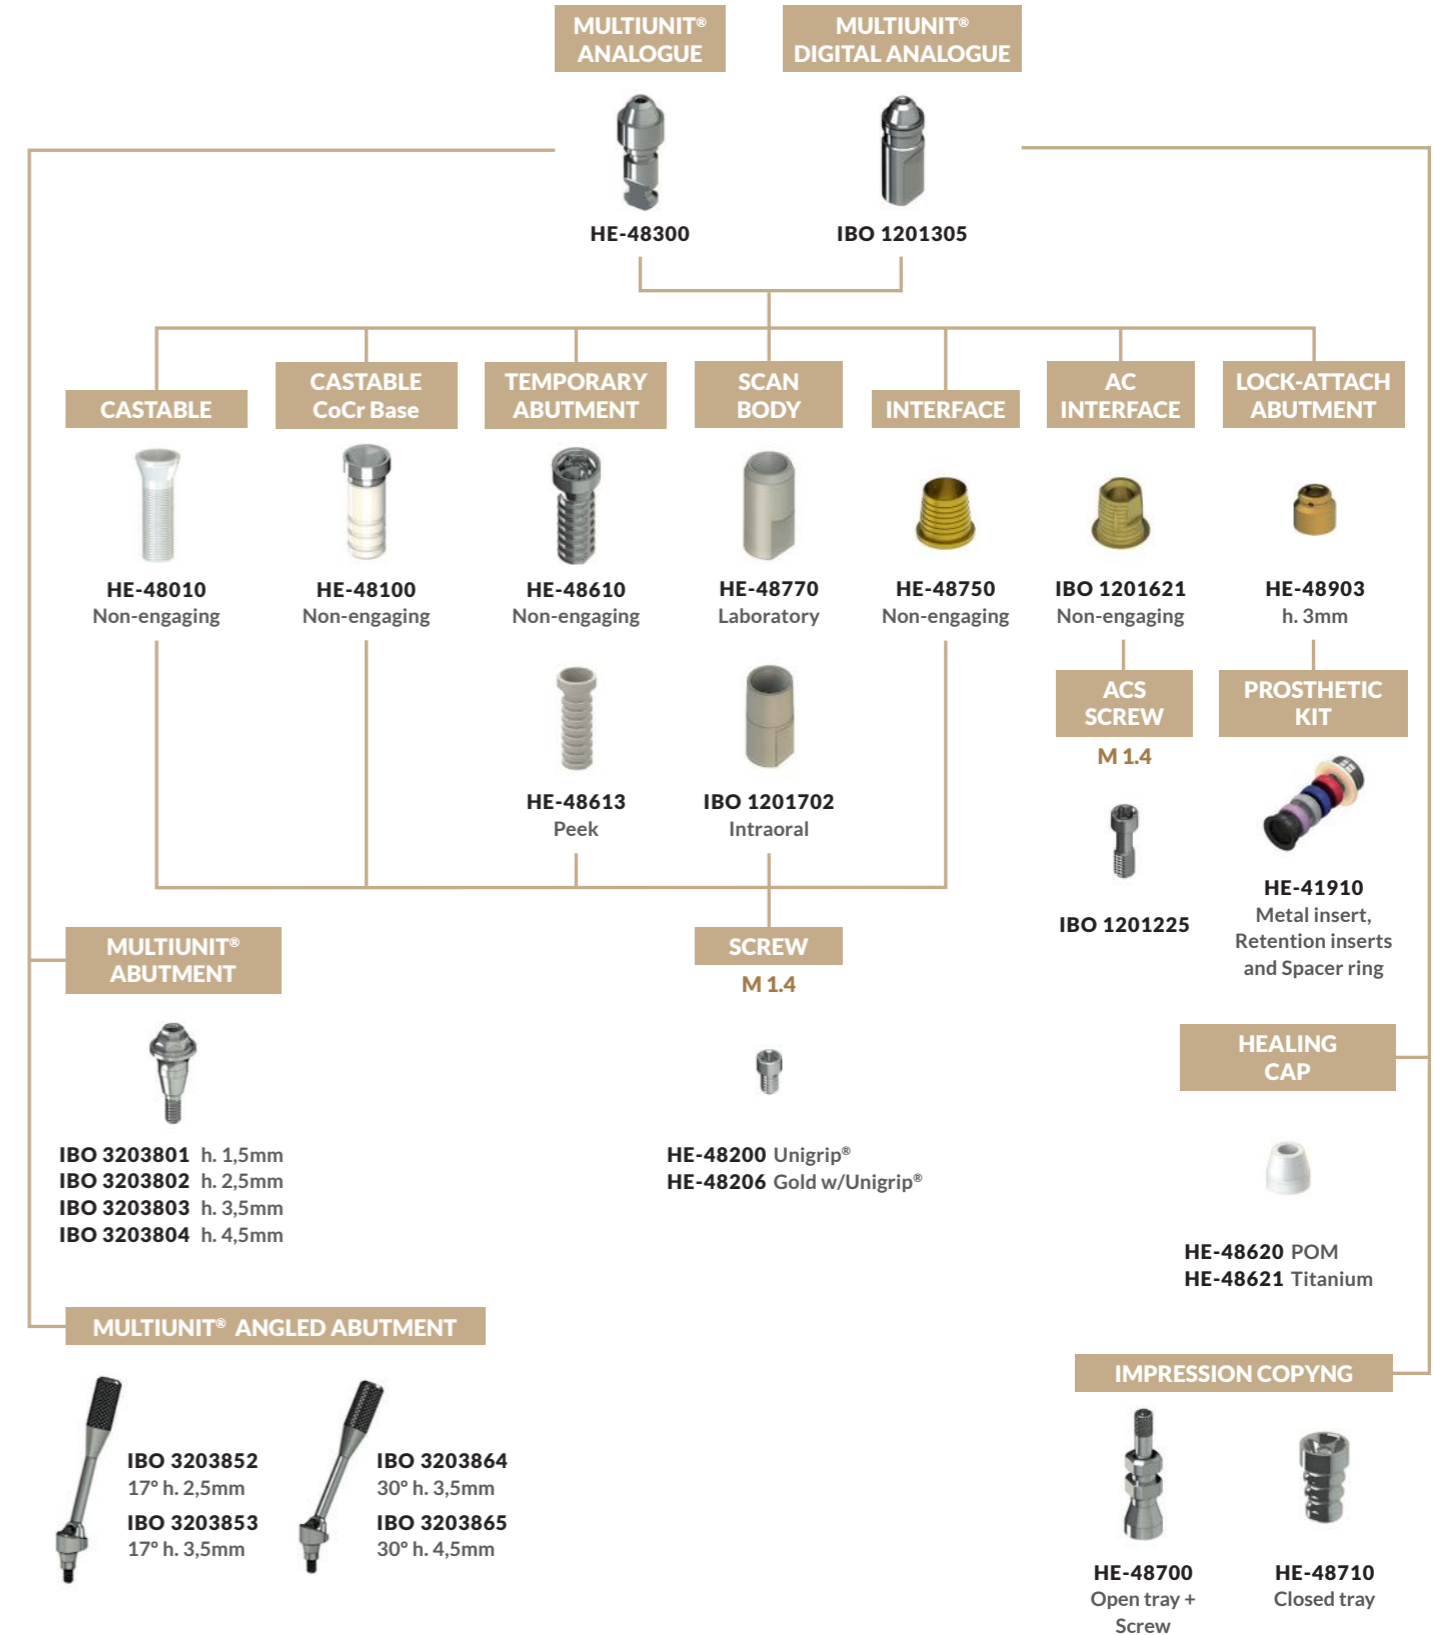 MULTIUNIT®
ANALOGUE
MULTIUNIT®
DIGITAL ANALOGUE
HE-48300
IBO 1201305
CASTABLE
CASTABLE
CoCr Base
TEMPORARY
ABUTMENT
SCAN
BODY
INTERFACE
AC
INTERFACE
LOCK-ATTACH
ABUTMENT
HE-48010
Non-engaging
HE-48100
Non-engaging
HE-48610
Non-engaging
HE-48770
Laboratory
HE-48750
Non-engaging
IBO 1201621
Non-engaging
HE-48903
h. 3mm
HE-48613
Peek
IBO 1201702
Intraoral
ACS
SCREW
M 1.4
IBO 1201225
PROSTHETIC
KIT
HE-41910
Metal insert,
Retention inserts
and Spacer ring
MULTIUNIT®
ABUTMENT
IBO 3203801 h. 1,5mm
IBO 3203802 h. 2,5mm
IBO 3203803 h. 3,5mm
IBO 3203804 h. 4,5mm
SCREW
M 1.4
HE-48200 Unigrip®
HE-48206 Gold w/Unigrip®
HEALING
CAP
HE-48620 POM
HE-48621 Titanium
MULTIUNIT® ANGLED ABUTMENT
IBO 3203852
17° h. 2,5mm
IBO 3203853
17° h. 3,5mm
IBO 3203864
30° h. 3,5mm
IBO 3203865
30° h. 4,5mm
IMPRESSION COPYNG
HE-48700
Open tray +
Screw
HE-48710
Closed tray